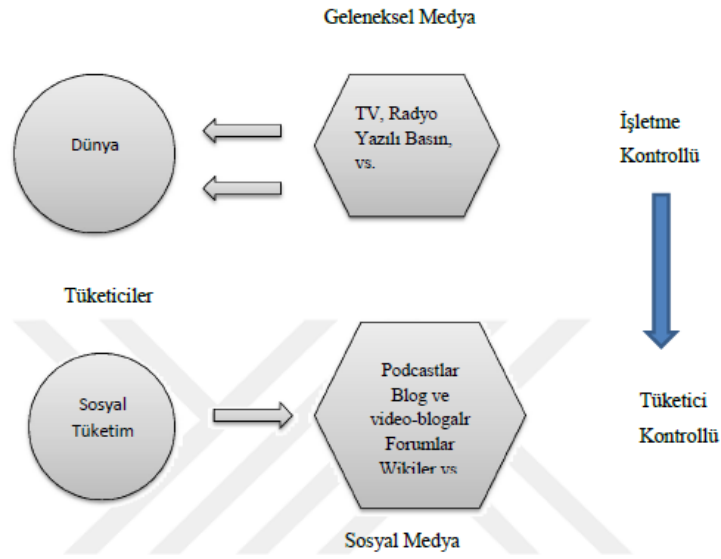 Geleneksel Medya
Dünya
TV, Radyo
Yazılı Basın,
vs.
İşletme
Kontrollü
Tüketiciler
Sosyal
Tüketim
Podcastlar
Blog ve
video-blogalr
Forumlar
Wikiler vs
Tüketici
Kontrollü
Sosyal Medya